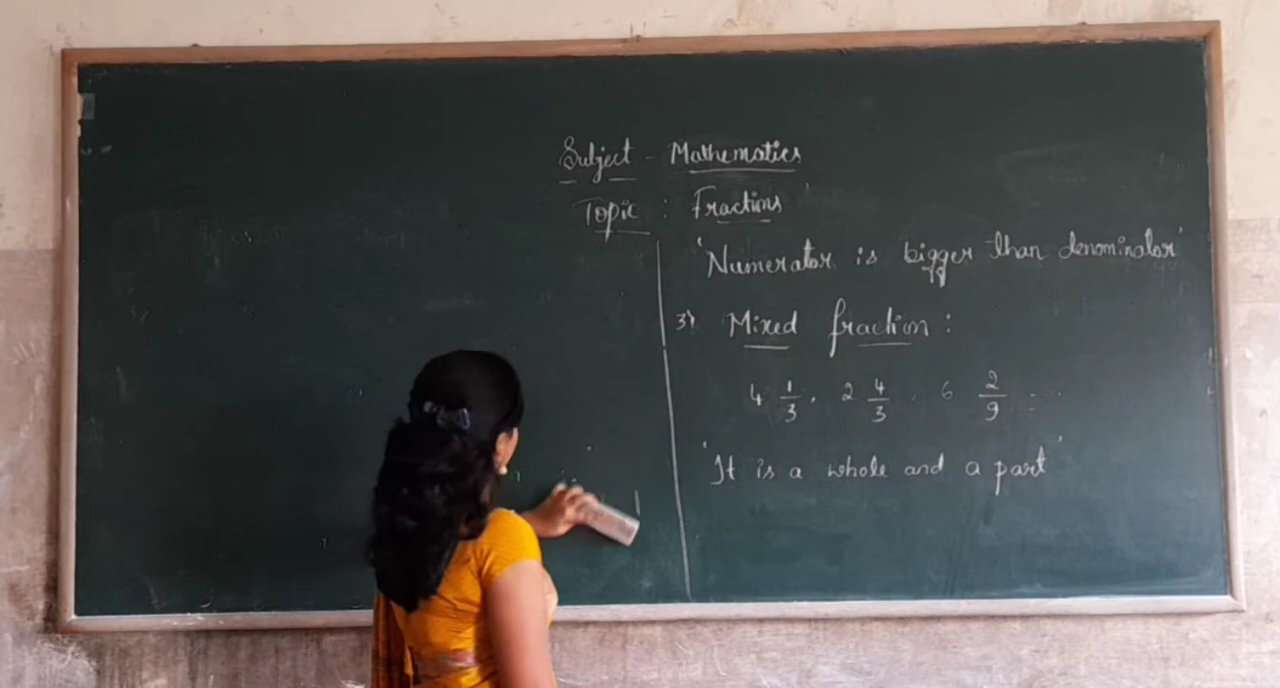 Subject - Mathematics
Topic : Fractions
'Numerator is bigger than denominator'
3) Mixed fraction :
4 1/3, 2 4/3, 6 2/9 ...
'It is a whole and a part'